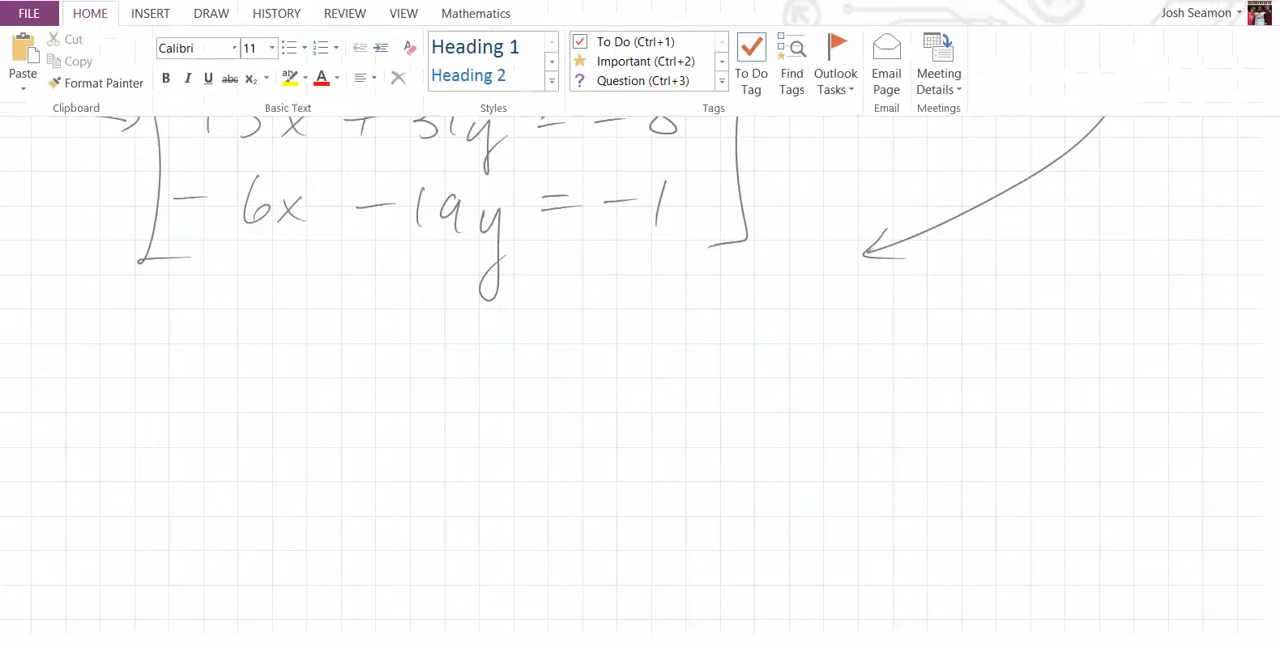 FILE HOME INSERT DRAW HISTORY REVIEW VIEW Mathematics Josh Seamon
Paste Cut Copy Format Painter
Clipboard
Calibri 11
B I U abc X₂ A
Basic Text
Heading 1
Heading 2
Styles
To Do (Ctrl+1)
Important (Ctrl+2)
Question (Ctrl+3)
To Do Tag
Find Tags
Outlook Tasks
Tags
Email Page
Email
Meeting Details
Meetings
- 6x - 19y = -1